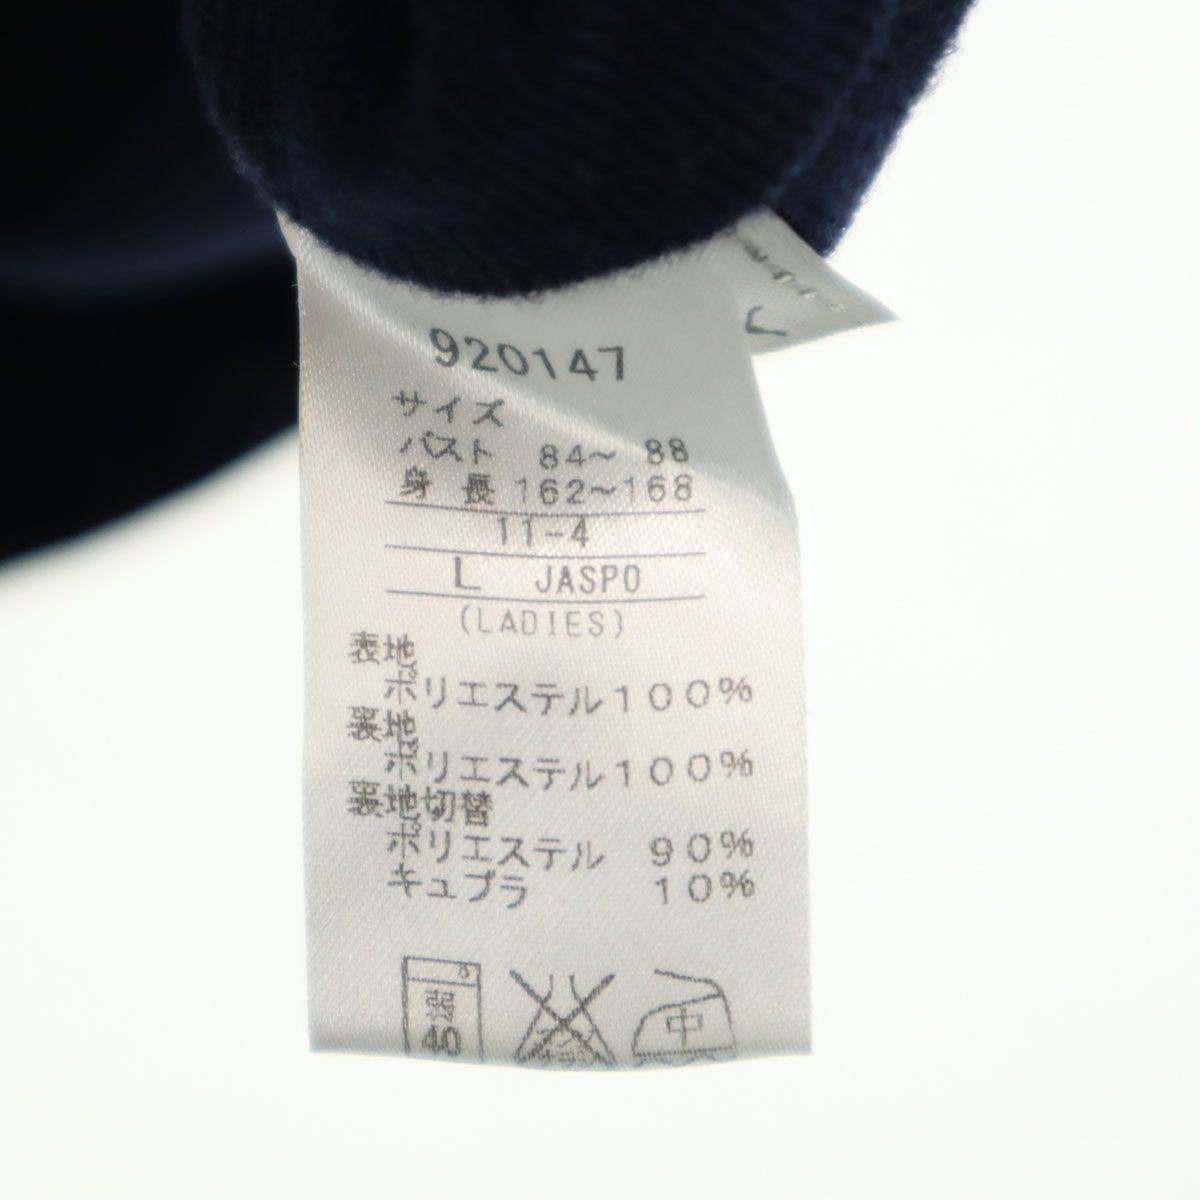 920147
サイズ
バスト 84〜 88
身 長 162〜168
11-4
L JASPO
(LADIES)
表地
ポリエステル100%
裏地
ポリエステル100%
裏地切替
ポリエステル 90%
キュプラ 10%
弱
40
中